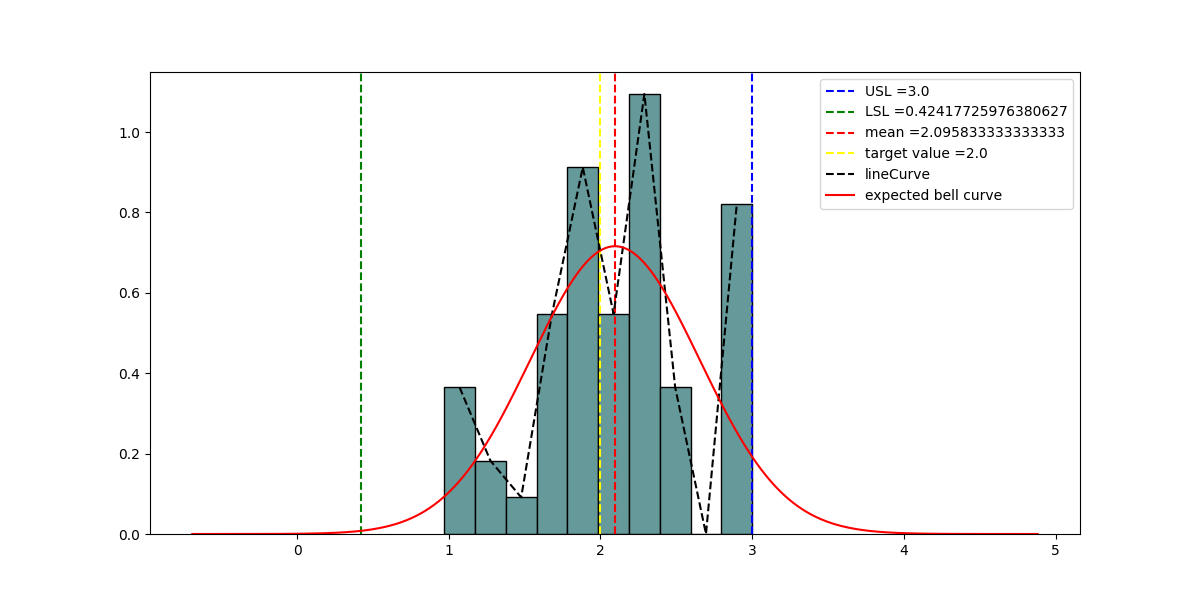 USL =3.0
LSL =0.42417725976380627
mean =2.095833333333333
target value =2.0
lineCurve
expected bell curve
1.0
0.8
0.6
0.4
0.2
0.0
0 1 2 3 4 5